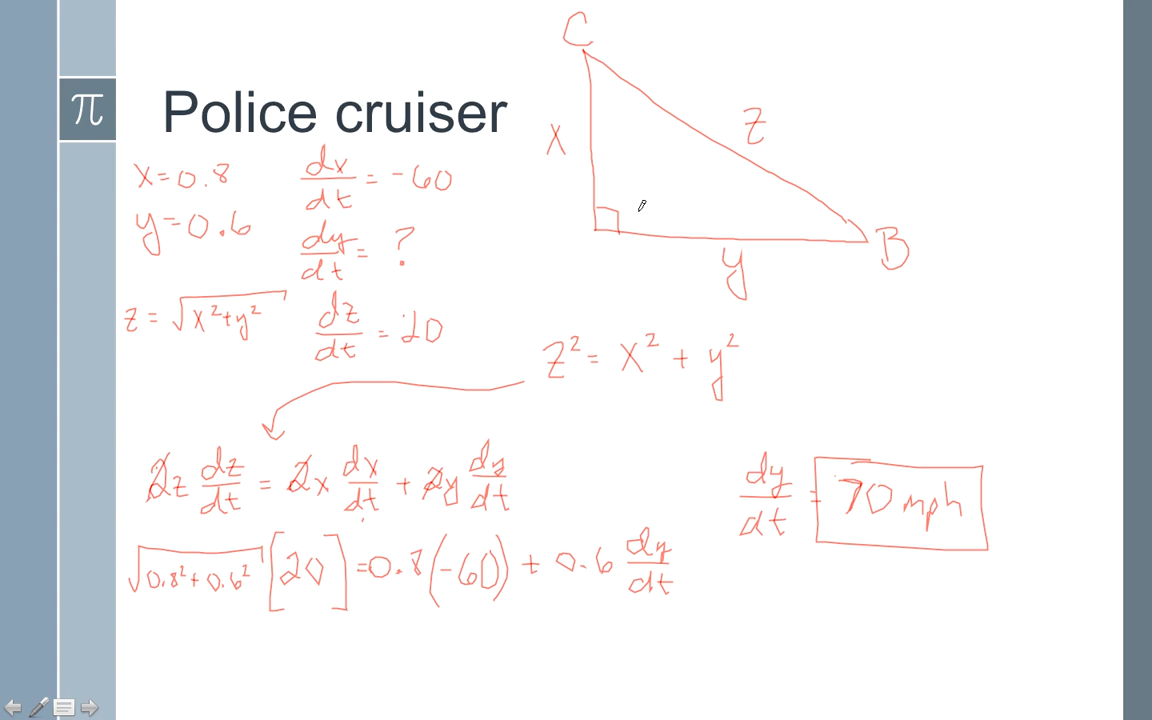 π
Police cruiser
x = 0.8
y = 0.6
dx/dt = -60
dy/dt = ?
z = √x² + y²
dz/dt = 20
C
x
z
y
B
z² = x² + y²
2z dz/dt = 2x dx/dt + 2y dy/dt
√0.8² + 0.6² [20] = 0.8(-60) + 0.6 dy/dt
dy/dt = 70 mph